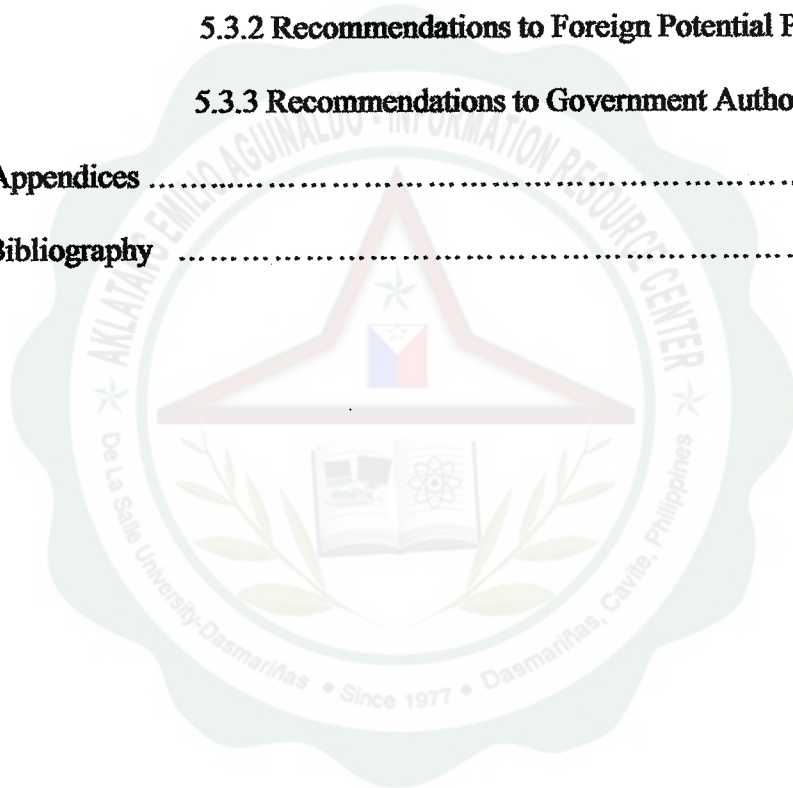 5.3.2 Recommendations to Foreign Potential P
5.3.3 Recommendations to Government Autho
Appendices ........................................................................
Bibliography ........................................................................
AKLATANG EMILIO AGUINALDO - INFORMATION RESOURCE CENTER
De La Salle University-Dasmariñas • Since 1977 • Dasmariñas, Cavite, Philippines